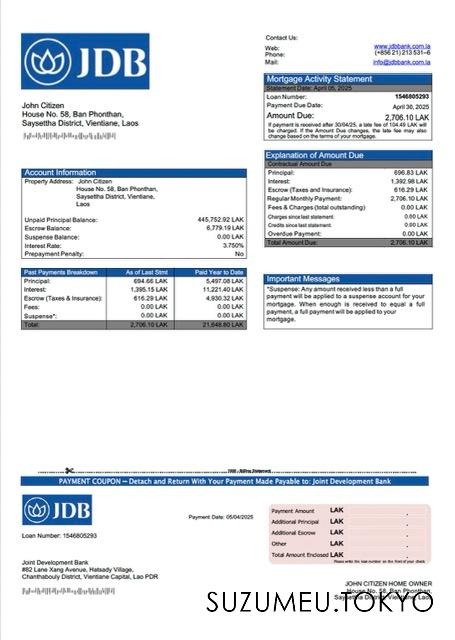 JDB
Contact Us:
Web: www.jdbbank.com.la
Phone: (+856 21) 213 531-6
Mail: info@jdbbank.com.la
Mortgage Activity Statement
Statement Date: April 05, 2025
Loan Number: 1546805293
Payment Due Date: April 30, 2025
Amount Due: 2,706.10 LAK
If payment is received after 30/04/25, a late fee of 104.49 LAK will
be charged. If the Amount Due changes, the late fee may also
change based on the terms of your mortgage.
John Citizen
House No. 58, Ban Phonthan,
Saysettha District, Vientiane, Laos
Explanation of Amount Due
Contractual Amount Due
Principal: 696.83 LAK
Interest: 1,392.98 LAK
Escrow (Taxes and Insurance): 616.29 LAK
Regular Monthly Payment: 2,706.10 LAK
Fees & Charges (total outstanding) 0.00 LAK
Charges since last statement: 0.00 LAK
Credits since last statement: 0.00 LAK
Overdue Payment: 0.00 LAK
Total Amount Due: 2,706.10 LAK
Account Information
Property Address: John Citizen
House No. 58, Ban Phonthan,
Saysettha District, Vientiane,
Laos
Unpaid Principal Balance: 445,752.92 LAK
Escrow Balance: 6,779.19 LAK
Suspense Balance: 0.00 LAK
Interest Rate: 3.750%
Prepayment Penalty: No
Past Payments Breakdown As of Last Stmt Paid Year to Date
Principal: 694.66 LAK 5,497.08 LAK
Interest: 1,395.15 LAK 11,221.40 LAK
Escrow (Taxes & Insurance): 616.29 LAK 4,930.32 LAK
Fees: 0.00 LAK 0.00 LAK
Suspense*: 0.00 LAK 0.00 LAK
Total: 2,706.10 LAK 21,648.80 LAK
Important Messages
*Suspense: Any amount received less than a full
payment will be applied to a suspense account for your
mortgage. When enough is received to equal a full
payment, a full payment will be applied to your
mortgage.
PAYMENT COUPON – Detach and Return With Your Payment Made Payable to: Joint Development Bank
JDB
Payment Date: 05/04/2025
Loan Number: 1546805293
Payment Amount LAK .
Additional Principal LAK .
Additional Escrow LAK .
Other LAK .
Total Amount Enclosed LAK .
Please write the loan number on the front of your check
Joint Development Bank
#82 Lane Xang Avenue, Hatsady Village,
Chanthabouly District, Vientiane Capital, Lao PDR
JOHN CITIZEN HOME OWNER
House No. 58, Ban Phonthan,
SUZUMEU.TOKYO